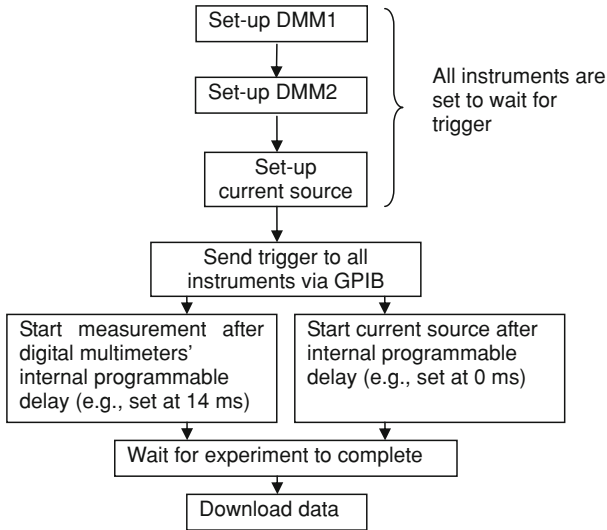 Set-up DMM1
Set-up DMM2
All instruments are
set to wait for
trigger
Set-up
current source
Send trigger to all
instruments via GPIB
Start measurement after
digital multimeters'
internal programmable
delay (e.g., set at 14 ms)
Start current source after
internal programmable
delay (e.g., set at 0 ms)
Wait for experiment to complete
Download data